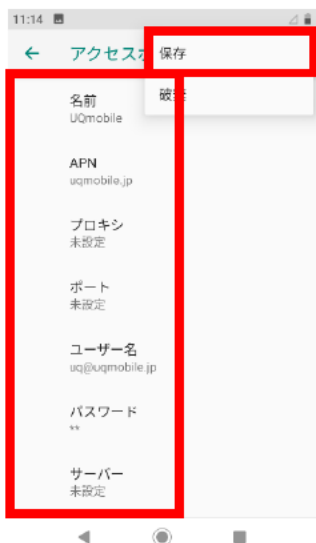 11:14
アクセスポ
保存
破棄
名前
UQmobile
APN
uqmobile.jp
プロキシ
未設定
ポート
未設定
ユーザー名
uq@uqmobile.jp
パスワード
**
サーバー
未設定